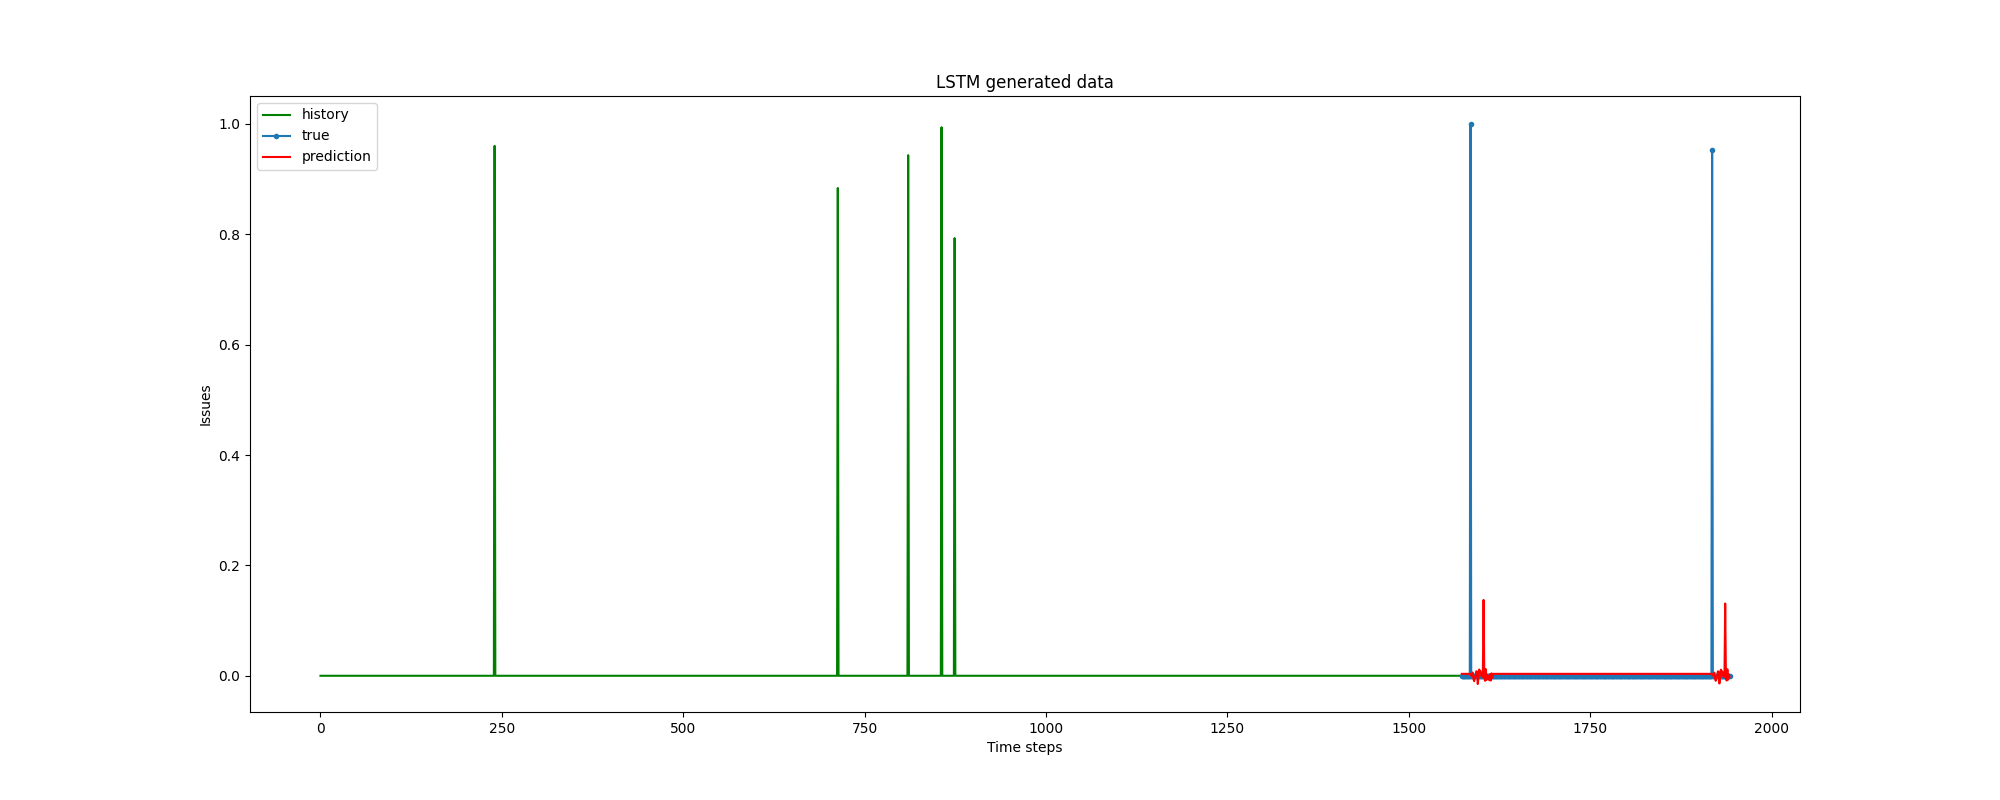 LSTM generated data
history
true
prediction
1.0
0.8
0.6
0.4
0.2
0.0
Issues
0 250 500 750 1000 1250 1500 1750 2000
Time steps